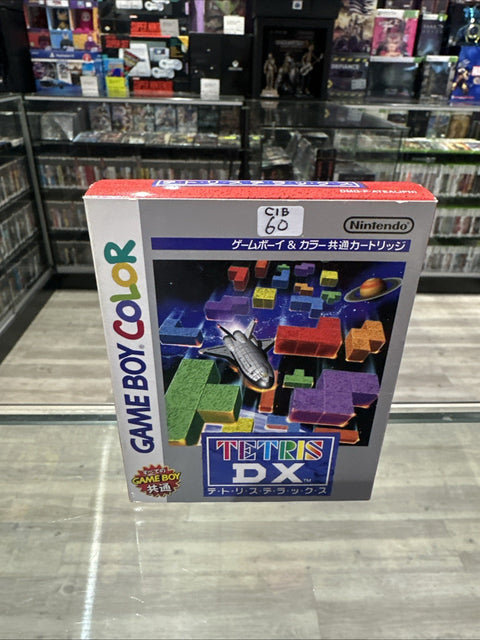 DMG-P-ATEAJPN
CIB
60
Nintendo
ゲームボーイ & カラー共通カートリッジ
GAME BOY COLOR
TETRIS
DX™
テ・ト・リ・ス・デ・ラ・ッ・ク・ス
GAME BOY
共通